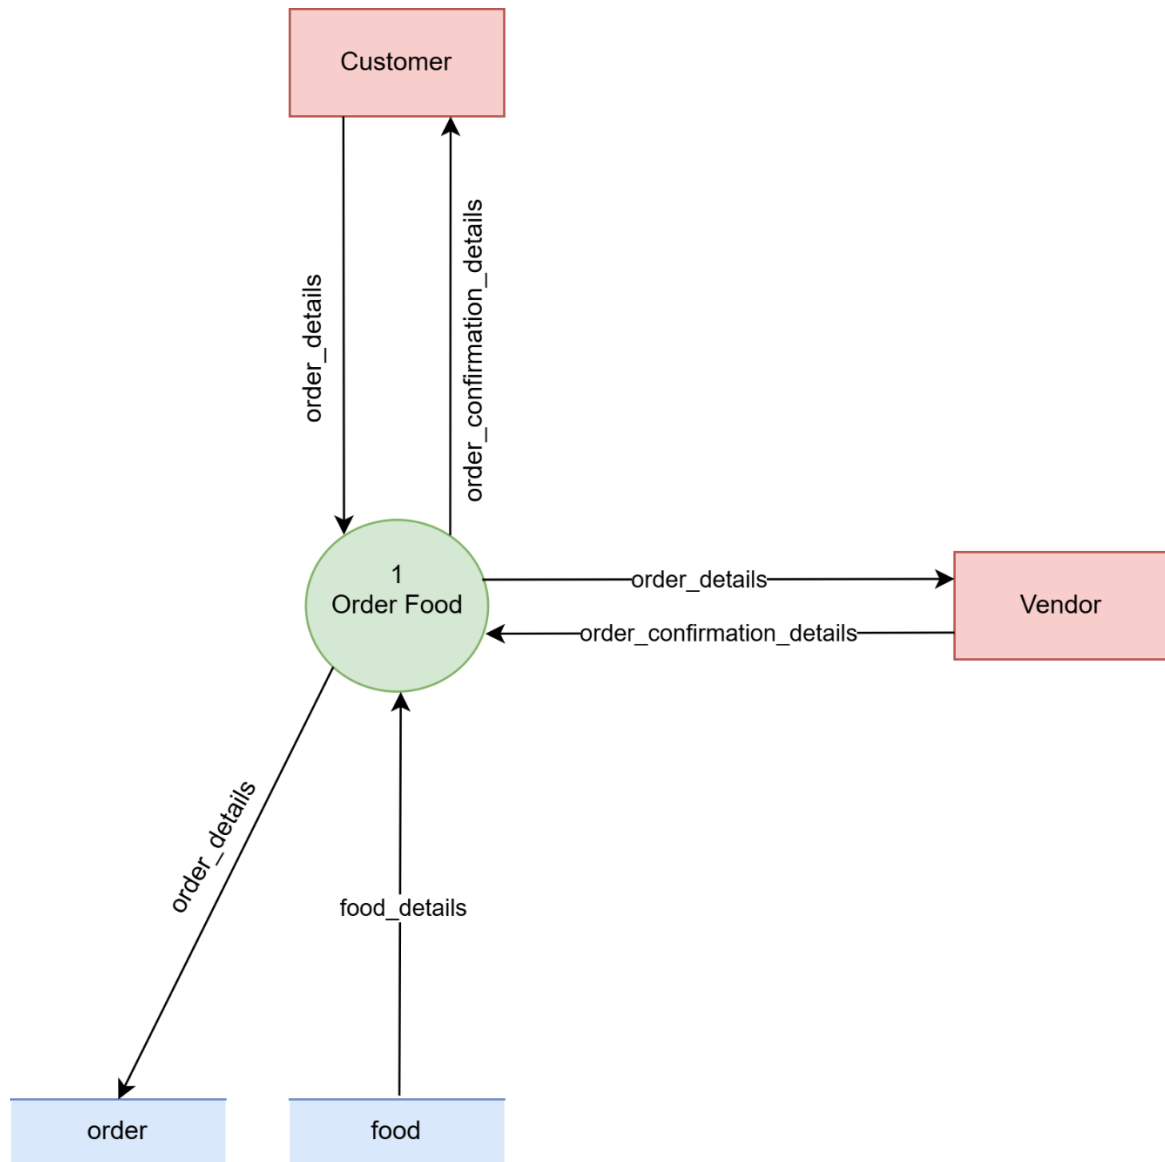 Customer
order_details
order_confirmation_details
1
Order Food
order_details
Vendor
order_confirmation_details
order_details
food_details
order
food